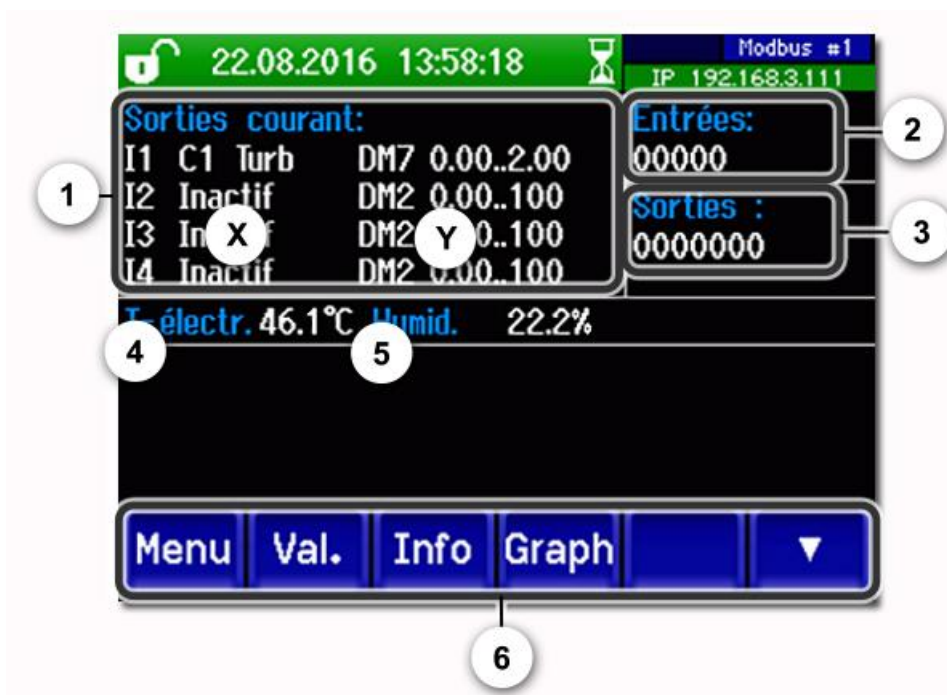 22.08.2016 13:58:18
Modbus #1
IP 192.168.3.111
Sorties courant:
I1 C1 Turb DM7 0.00..2.00
I2 Inactif DM2 0.00..100
I3 DM2 0..100
I4 Inactif DM2 0.00..100
X
Y
1
Entrées:
00000
2
Sorties :
0000000
3
T-électr. 46.1°C Humid. 22.2%
4
5
Menu Val. Info Graph ▼
6